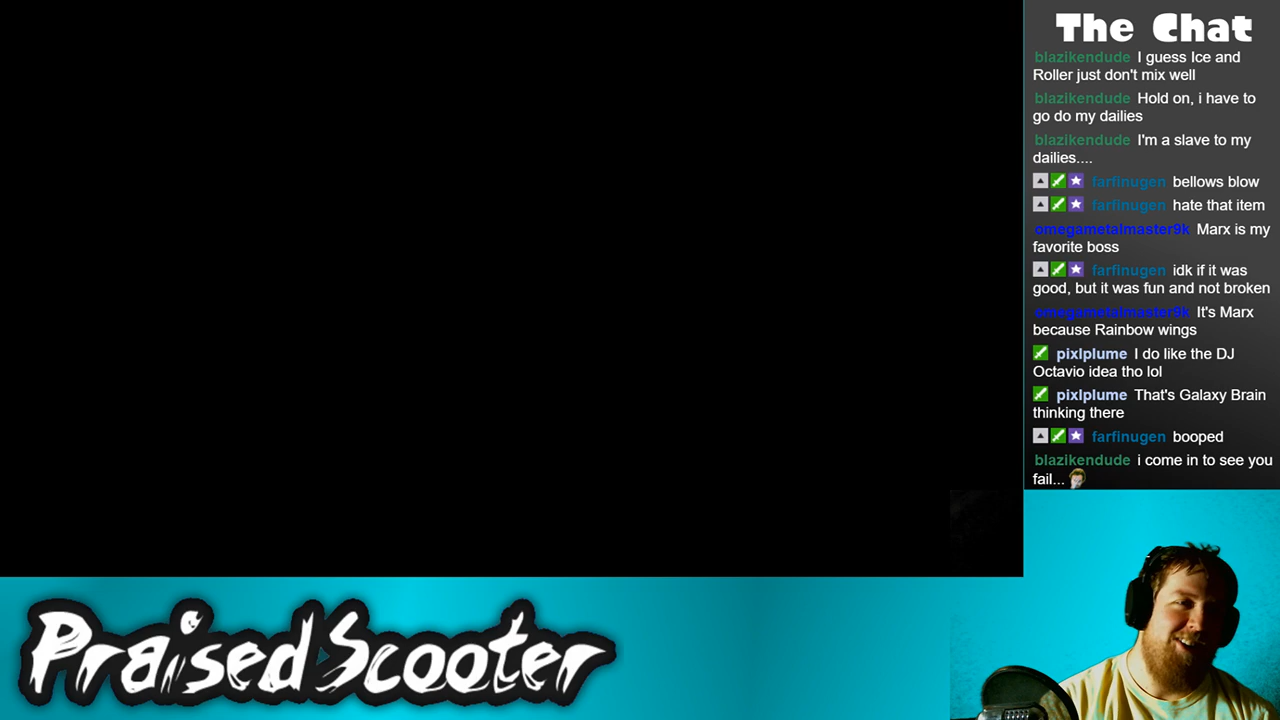 The Chat
blazikendude I guess Ice and
Roller just don't mix well
blazikendude Hold on, i have to
go do my dailies
blazikendude I'm a slave to my
dailies....
farfinugen bellows blow
farfinugen hate that item
omegametalmaster9k Marx is my
favorite boss
farfinugen idk if it was
good, but it was fun and not broken
omegametalmaster9k It's Marx
because Rainbow wings
pixlplume I do like the DJ
Octavio idea tho lol
pixlplume That's Galaxy Brain
thinking there
farfinugen booped
blazikendude i come in to see you
fail...
PraisedScooter